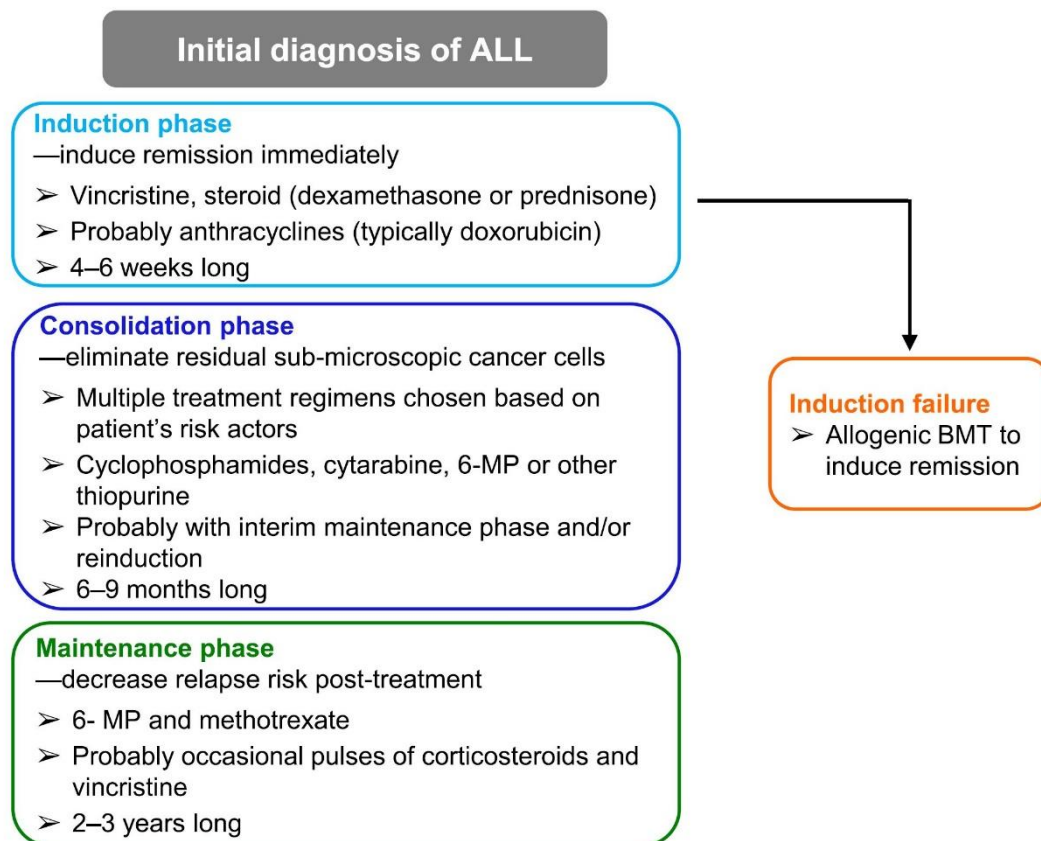 Initial diagnosis of ALL
Induction phase
—induce remission immediately
➢ Vincristine, steroid (dexamethasone or prednisone)
➢ Probably anthracyclines (typically doxorubicin)
➢ 4–6 weeks long
Consolidation phase
—eliminate residual sub-microscopic cancer cells
➢ Multiple treatment regimens chosen based on
patient’s risk actors
➢ Cyclophosphamides, cytarabine, 6-MP or other
thiopurine
➢ Probably with interim maintenance phase and/or
reinduction
➢ 6–9 months long
Induction failure
➢ Allogenic BMT to
induce remission
Maintenance phase
—decrease relapse risk post-treatment
➢ 6- MP and methotrexate
➢ Probably occasional pulses of corticosteroids and
vincristine
➢ 2–3 years long